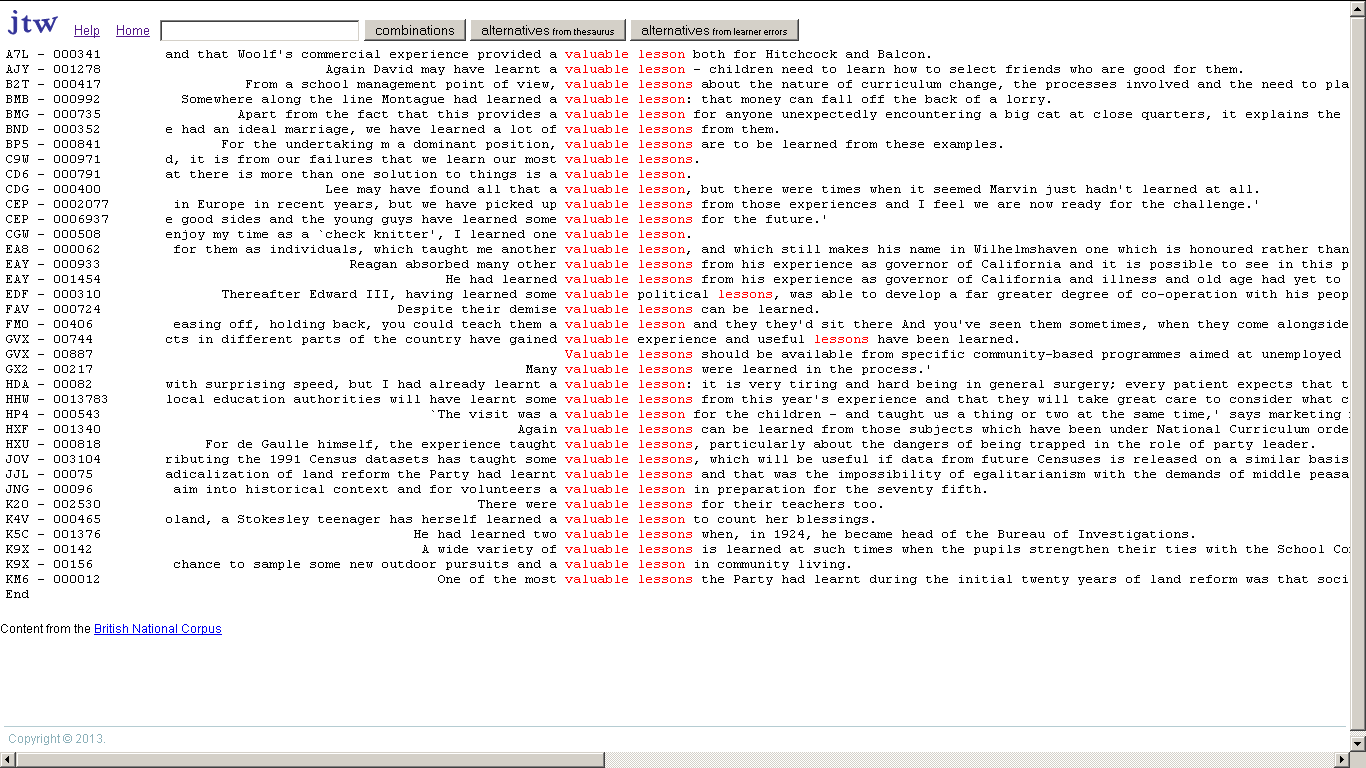 jtw Help Home combinations alternatives from thesaurus alternatives from learner errors
A7L - 000341 and that Woolf's commercial experience provided a valuable lesson both for Hitchcock and Balcon.
AJY - 001278 Again David may have learnt a valuable lesson - children need to learn how to select friends who are good for them.
B2T - 000417 From a school management point of view, valuable lessons about the nature of curriculum change, the processes involved and the need to pla
BMB - 000992 Somewhere along the line Montague had learned a valuable lesson: that money can fall off the back of a lorry.
BMG - 000735 Apart from the fact that this provides a valuable lesson for anyone unexpectedly encountering a big cat at close quarters, it explains the
BND - 000352 e had an ideal marriage, we have learned a lot of valuable lessons from them.
BP5 - 000841 For the undertaking m a dominant position, valuable lessons are to be learned from these examples.
C9W - 000971 d, it is from our failures that we learn our most valuable lessons.
CD6 - 000791 at there is more than one solution to things is a valuable lesson.
CDG - 000400 Lee may have found all that a valuable lesson, but there were times when it seemed Marvin just hadn't learned at all.
CEP - 0002077 in Europe in recent years, but we have picked up valuable lessons from those experiences and I feel we are now ready for the challenge.'
CEP - 0006937 e good sides and the young guys have learned some valuable lessons for the future.'
CGW - 000508 enjoy my time as a `check knitter', I learned one valuable lesson.
EA8 - 000062 for them as individuals, which taught me another valuable lesson, and which still makes his name in Wilhelmshaven one which is honoured rather than
EAY - 000933 Reagan absorbed many other valuable lessons from his experience as governor of California and it is possible to see in this p
EAY - 001454 He had learned valuable lessons from his experience as governor of California and illness and old age had yet to
EDF - 000310 Thereafter Edward III, having learned some valuable political lessons, was able to develop a far greater degree of co-operation with his peop
FAV - 000724 Despite their demise valuable lessons can be learned.
FMO - 00406 easing off, holding back, you could teach them a valuable lesson and they they'd sit there And you've seen them sometimes, when they come alongside
GVX - 00744 cts in different parts of the country have gained valuable experience and useful lessons have been learned.
GVX - 00887 Valuable lessons should be available from specific community-based programmes aimed at unemployed
GX2 - 00217 Many valuable lessons were learned in the process.'
HDA - 00082 with surprising speed, but I had already learnt a valuable lesson: it is very tiring and hard being in general surgery; every patient expects that t
HHW - 0013783 local education authorities will have learnt some valuable lessons from this year's experience and that they will take great care to consider what c
HP4 - 000543 `The visit was a valuable lesson for the children - and taught us a thing or two at the same time,' says marketing
HXF - 001340 Again valuable lessons can be learned from those subjects which have been under National Curriculum orde
HXU - 000818 For de Gaulle himself, the experience taught valuable lessons, particularly about the dangers of being trapped in the role of party leader.
JOV - 003104 ributing the 1991 Census datasets has taught some valuable lessons, which will be useful if data from future Censuses is released on a similar basis
JJL - 00075 adicalization of land reform the Party had learnt valuable lessons and that was the impossibility of egalitarianism with the demands of middle peasa
JNG - 00096 aim into historical context and for volunteers a valuable lesson in preparation for the seventy fifth.
K20 - 002530 There were valuable lessons for their teachers too.
K4V - 000465 oland, a Stokesley teenager has herself learned a valuable lesson to count her blessings.
K5C - 001376 He had learned two valuable lessons when, in 1924, he became head of the Bureau of Investigations.
K9X - 00142 A wide variety of valuable lessons is learned at such times when the pupils strengthen their ties with the School Co
K9X - 00156 chance to sample some new outdoor pursuits and a valuable lesson in community living.
KM6 - 000012 One of the most valuable lessons the Party had learnt during the initial twenty years of land reform was that soci
End
Content from the British National Corpus
Copyright © 2013.